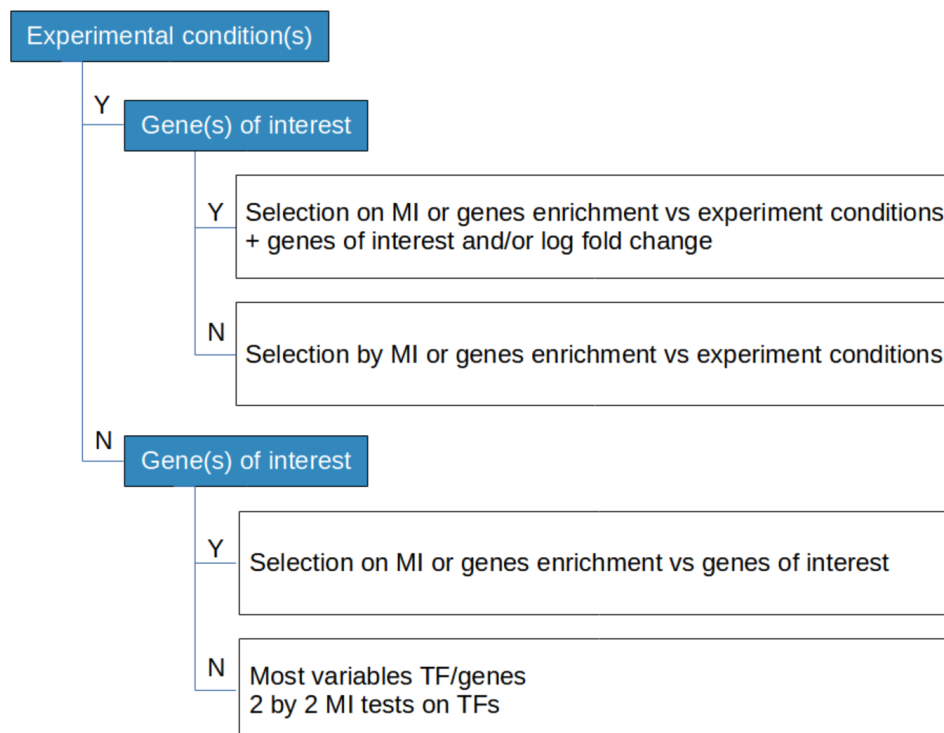 Experimental condition(s)
Y
Gene(s) of interest
Y
Selection on MI or genes enrichment vs experiment conditions
+ genes of interest and/or log fold change
N
Selection by MI or genes enrichment vs experiment conditions
N
Gene(s) of interest
Y
Selection on MI or genes enrichment vs genes of interest
N
Most variables TF/genes
2 by 2 MI tests on TFs